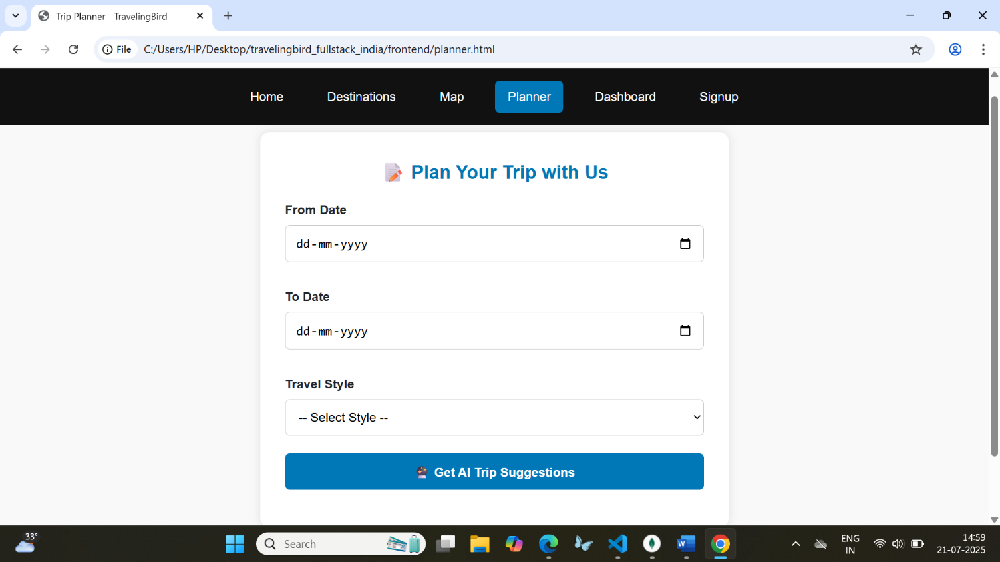 Trip Planner - TravelingBird
File C:/Users/HP/Desktop/travelingbird_fullstack_india/frontend/planner.html
Home Destinations Map Planner Dashboard Signup
📝 Plan Your Trip with Us
From Date
dd-mm-yyyy
To Date
dd-mm-yyyy
Travel Style
-- Select Style --
🔮 Get AI Trip Suggestions
33°
Search
W
ENG
IN
14:59
21-07-2025